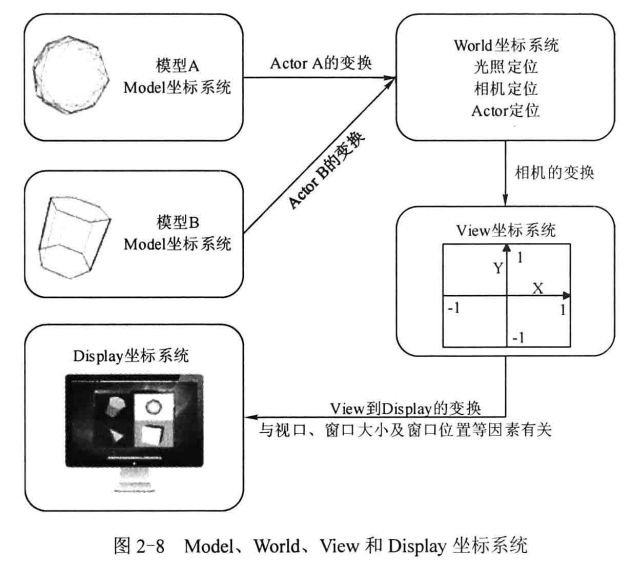 模型A
Model坐标系统
Actor A的变换
World坐标系统
光照定位
相机定位
Actor定位
模型B
Model坐标系统
Actor B的变换
相机的变换
View坐标系统
1
Y
X
-1
1
-1
Display坐标系统
View到Display的变换
与视口、窗口大小及窗口位置等因素有关
图 2-8 Model、World、View 和 Display 坐标系统